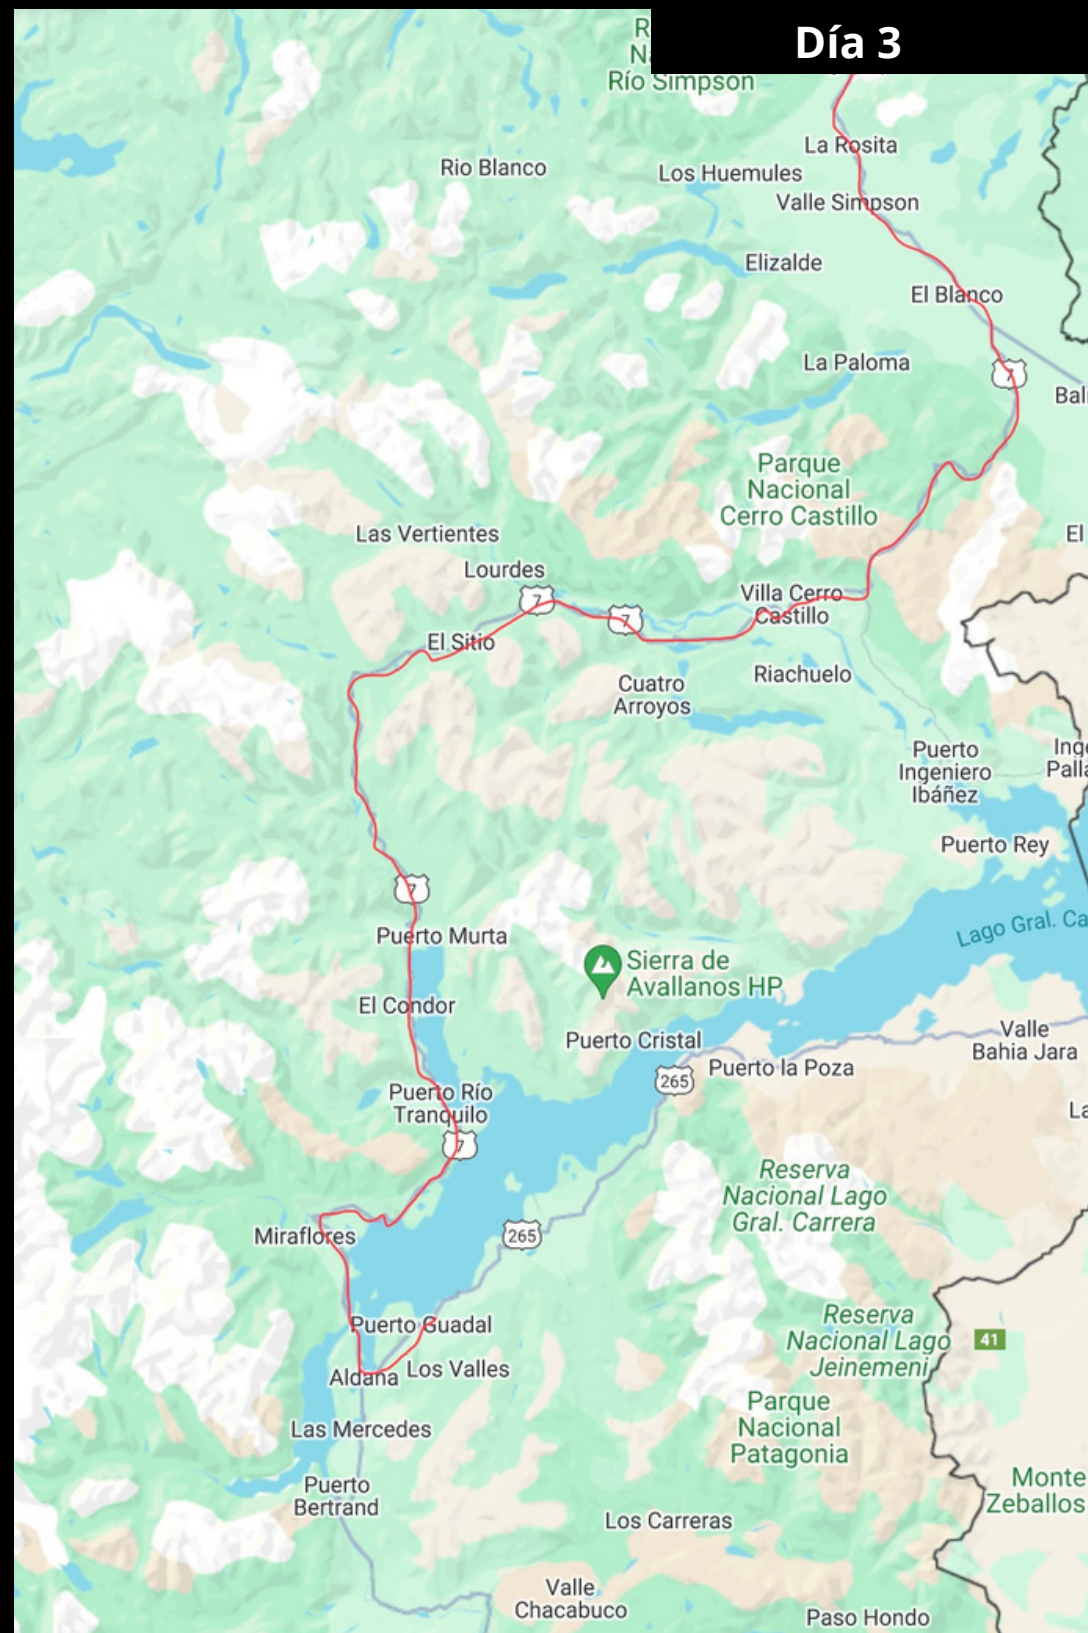 Día 3
Río Simpson
La Rosita
Rio Blanco
Los Huemules
Valle Simpson
Elizalde
El Blanco
La Paloma
7
Parque
Nacional
Cerro Castillo
Las Vertientes
El
Lourdes
7
7
Villa Cerro
Castillo
El Sitio
Riachuelo
Cuatro
Arroyos
Puerto
Ingeniero
Ibáñez
Puerto Rey
7
Lago Gral. Ca
Puerto Murta
Sierra de
Avallanos HP
El Condor
Puerto Cristal
Valle
Bahia Jara
Puerto la Poza
265
Puerto Río
Tranquilo
7
Reserva
Nacional Lago
Gral. Carrera
Miraflores
265
Puerto Guadal
Reserva
Nacional Lago
Jeinemeni
41
Aldana
Los Valles
Parque
Nacional
Patagonia
Las Mercedes
Puerto
Bertrand
Monte
Zeballos
Los Carreras
Valle
Chacabuco
Paso Hondo